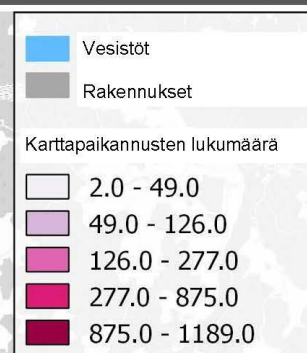 Vesistöt
Rakennukset
Karttapaikannusten lukumäärä
2.0 - 49.0
49.0 - 126.0
126.0 - 277.0
277.0 - 875.0
875.0 - 1189.0